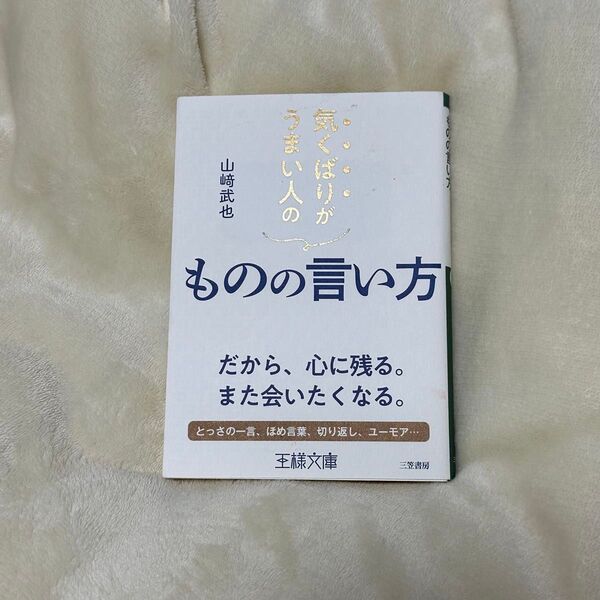 気くばりが
うまい人の
山﨑武也
ものの言い方
だから、心に残る。
また会いたくなる。
とっさの一言、ほめ言葉、切り返し、ユーモア…
王様文庫
三笠書房